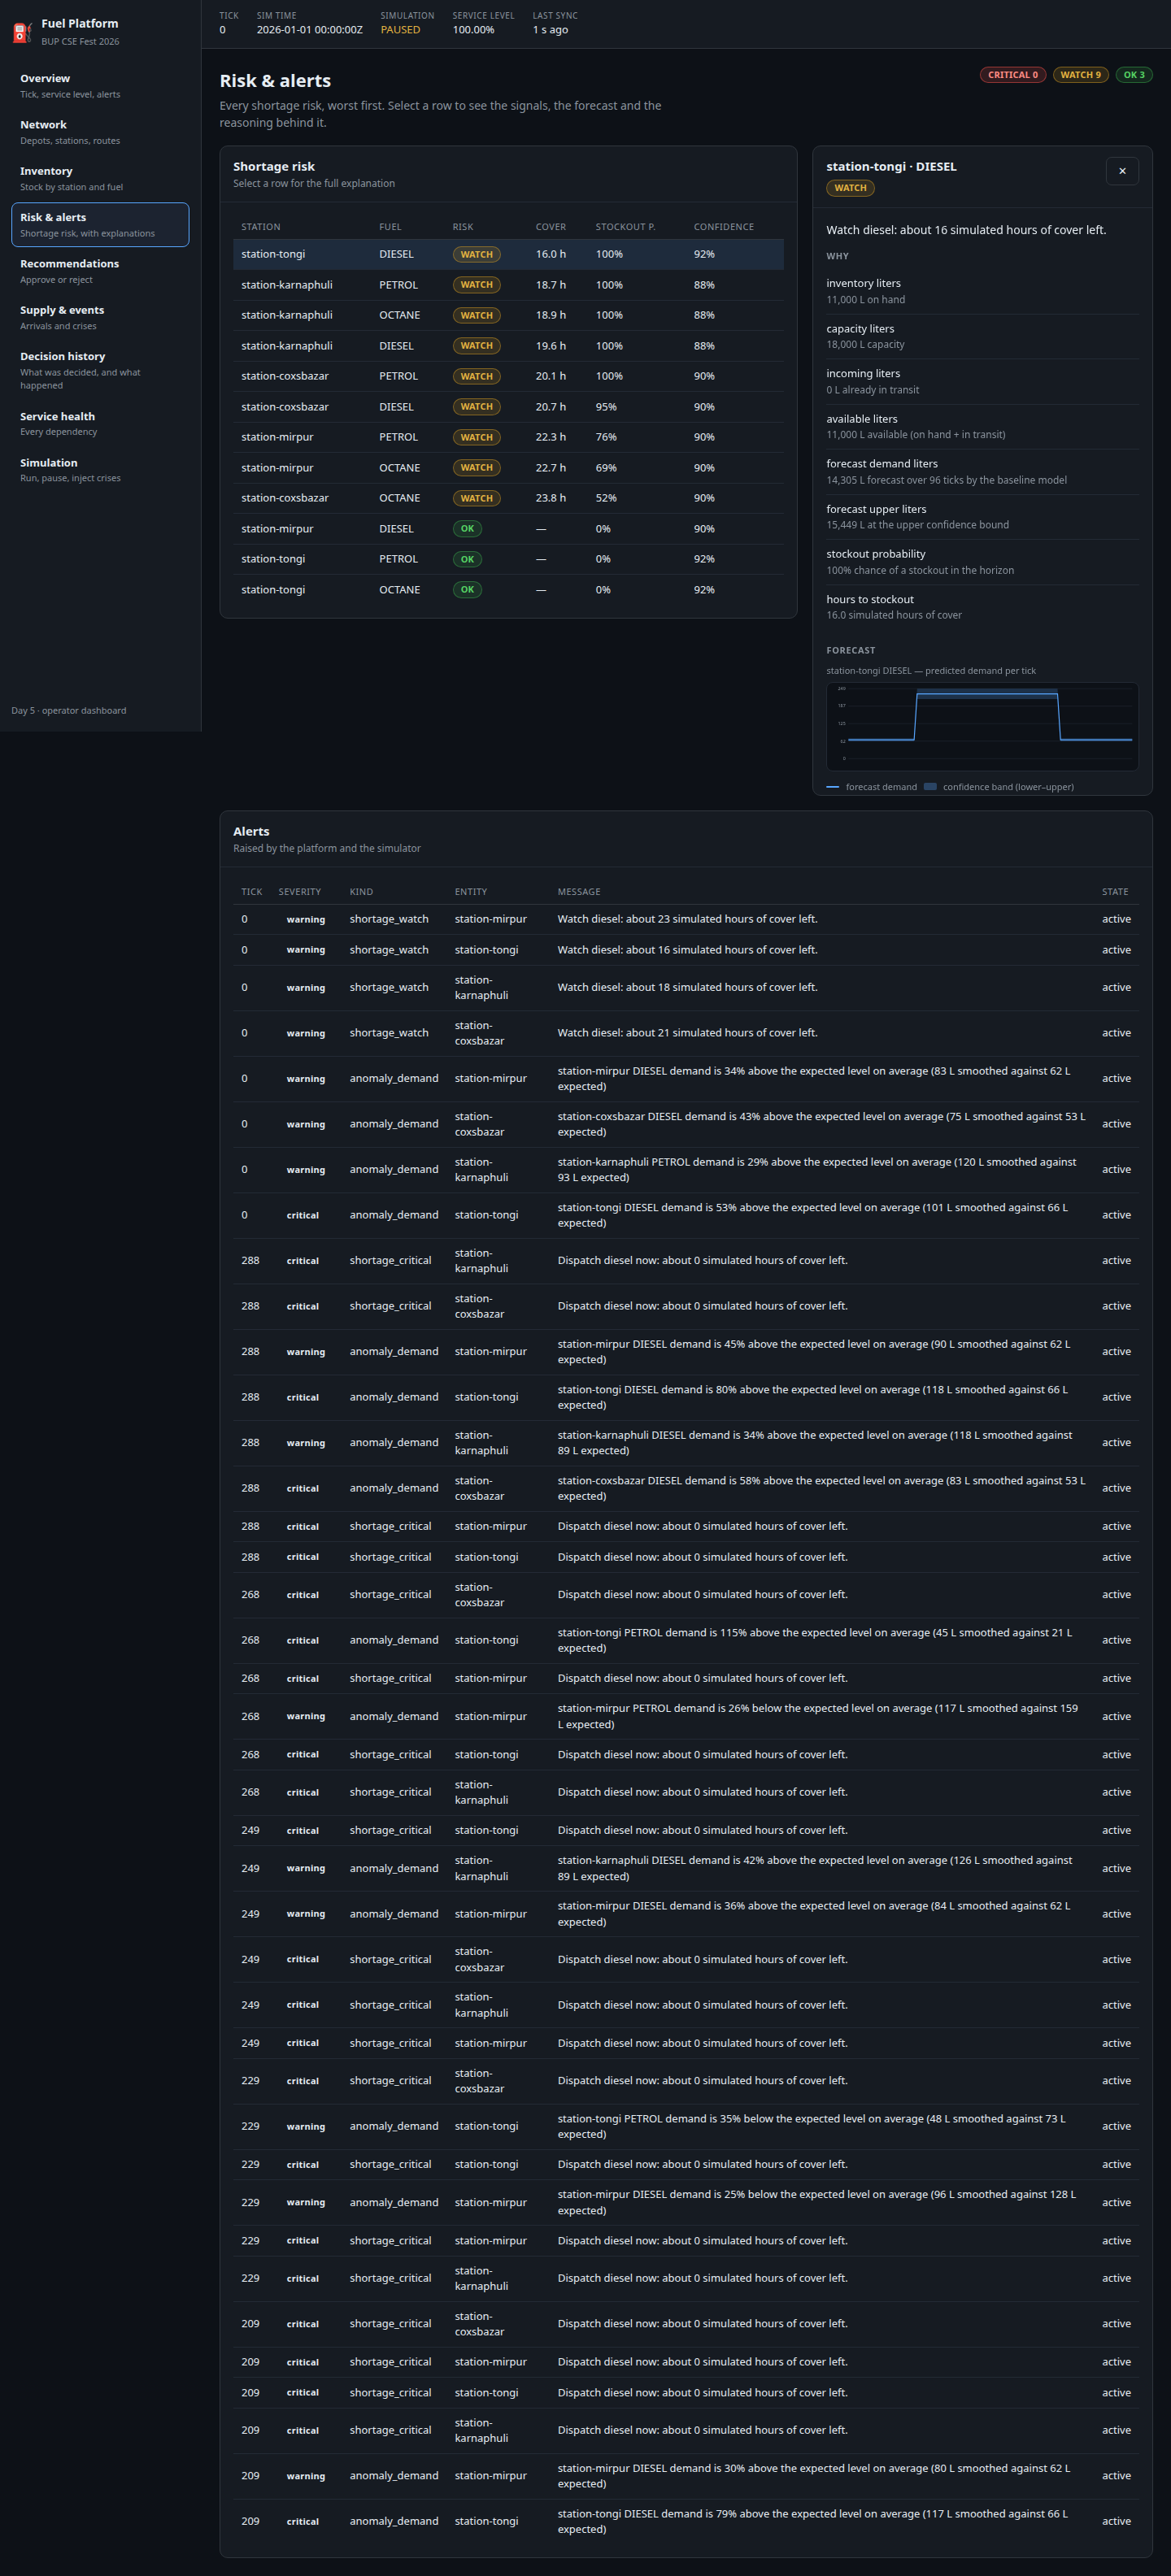 Fuel Platform
BUP CSE Fest 2026
Overview
Tick, service level, alerts
Network
Depots, stations, routes
Inventory
Stock by station and fuel
Risk & alerts
Shortage risk, with explanations
Recommendations
Approve or reject
Supply & events
Arrivals and crises
Decision history
What was decided, and what
happened
Service health
Every dependency
Simulation
Run, pause, inject crises
Day 5 · operator dashboard
TICK SIM TIME SIMULATION SERVICE LEVEL LAST SYNC
0 2026-01-01 00:00:00Z PAUSED 100.00% 1 s ago
Risk & alerts
CRITICAL 0 WATCH 9 OK 3
Every shortage risk, worst first. Select a row to see the signals, the forecast and the
reasoning behind it.
Shortage risk
Select a row for the full explanation
STATION FUEL RISK COVER STOCKOUT P. CONFIDENCE
station-tongi DIESEL WATCH 16.0 h 100% 92%
station-karnaphuli PETROL WATCH 18.7 h 100% 88%
station-karnaphuli OCTANE WATCH 18.9 h 100% 88%
station-karnaphuli DIESEL WATCH 19.6 h 100% 88%
station-coxsbazar PETROL WATCH 20.1 h 100% 90%
station-coxsbazar DIESEL WATCH 20.7 h 95% 90%
station-mirpur PETROL WATCH 22.3 h 76% 90%
station-mirpur OCTANE WATCH 22.7 h 69% 90%
station-coxsbazar OCTANE WATCH 23.8 h 52% 90%
station-mirpur DIESEL OK — 0% 90%
station-tongi PETROL OK — 0% 92%
station-tongi OCTANE OK — 0% 92%
station-tongi · DIESEL
WATCH
×
Watch diesel: about 16 simulated hours of cover left.
WHY
inventory liters
11,000 L on hand
capacity liters
18,000 L capacity
incoming liters
0 L already in transit
available liters
11,000 L available (on hand + in transit)
forecast demand liters
14,305 L forecast over 96 ticks by the baseline model
forecast upper liters
15,449 L at the upper confidence bound
stockout probability
100% chance of a stockout in the horizon
hours to stockout
16.0 simulated hours of cover
FORECAST
station-tongi DIESEL — predicted demand per tick
249
187
125
62
0
forecast demand confidence band (lower–upper)
Alerts
Raised by the platform and the simulator
TICK SEVERITY KIND ENTITY MESSAGE STATE
0 warning shortage_watch station-mirpur Watch diesel: about 23 simulated hours of cover left. active
0 warning shortage_watch station-tongi Watch diesel: about 16 simulated hours of cover left. active
0 warning shortage_watch station-
karnaphuli Watch diesel: about 18 simulated hours of cover left. active
0 warning shortage_watch station-
coxsbazar Watch diesel: about 21 simulated hours of cover left. active
0 warning anomaly_demand station-mirpur station-mirpur DIESEL demand is 34% above the expected level on average (83 L smoothed against 62 L
expected) active
0 warning anomaly_demand station-
coxsbazar station-coxsbazar DIESEL demand is 43% above the expected level on average (75 L smoothed against 53 L
expected) active
0 warning anomaly_demand station-
karnaphuli station-karnaphuli PETROL demand is 29% above the expected level on average (120 L smoothed against
93 L expected) active
0 critical anomaly_demand station-tongi station-tongi DIESEL demand is 53% above the expected level on average (101 L smoothed against 66 L
expected) active
288 critical shortage_critical station-
karnaphuli Dispatch diesel now: about 0 simulated hours of cover left. active
288 critical shortage_critical station-
coxsbazar Dispatch diesel now: about 0 simulated hours of cover left. active
288 warning anomaly_demand station-mirpur station-mirpur DIESEL demand is 45% above the expected level on average (90 L smoothed against 62 L
expected) active
288 critical anomaly_demand station-tongi station-tongi DIESEL demand is 80% above the expected level on average (118 L smoothed against 66 L
expected) active
288 warning anomaly_demand station-
karnaphuli station-karnaphuli DIESEL demand is 34% above the expected level on average (118 L smoothed against
89 L expected) active
288 critical anomaly_demand station-
coxsbazar station-coxsbazar DIESEL demand is 58% above the expected level on average (83 L smoothed against 53 L
expected) active
288 critical shortage_critical station-mirpur Dispatch diesel now: about 0 simulated hours of cover left. active
288 critical shortage_critical station-tongi Dispatch diesel now: about 0 simulated hours of cover left. active
268 critical shortage_critical station-
coxsbazar Dispatch diesel now: about 0 simulated hours of cover left. active
268 critical anomaly_demand station-tongi station-tongi PETROL demand is 115% above the expected level on average (45 L smoothed against 21 L
expected) active
268 critical shortage_critical station-mirpur Dispatch diesel now: about 0 simulated hours of cover left. active
268 warning anomaly_demand station-mirpur station-mirpur PETROL demand is 26% below the expected level on average (117 L smoothed against 159
L expected) active
268 critical shortage_critical station-tongi Dispatch diesel now: about 0 simulated hours of cover left. active
268 critical shortage_critical station-
karnaphuli Dispatch diesel now: about 0 simulated hours of cover left. active
249 critical shortage_critical station-tongi Dispatch diesel now: about 0 simulated hours of cover left. active
249 warning anomaly_demand station-
karnaphuli station-karnaphuli DIESEL demand is 42% above the expected level on average (126 L smoothed against
89 L expected) active
249 warning anomaly_demand station-mirpur station-mirpur DIESEL demand is 36% above the expected level on average (84 L smoothed against 62 L
expected) active
249 critical shortage_critical station-
coxsbazar Dispatch diesel now: about 0 simulated hours of cover left. active
249 critical shortage_critical station-
karnaphuli Dispatch diesel now: about 0 simulated hours of cover left. active
249 critical shortage_critical station-mirpur Dispatch diesel now: about 0 simulated hours of cover left. active
229 critical shortage_critical station-
coxsbazar Dispatch diesel now: about 0 simulated hours of cover left. active
229 warning anomaly_demand station-tongi station-tongi PETROL demand is 35% below the expected level on average (48 L smoothed against 73 L
expected) active
229 critical shortage_critical station-tongi Dispatch diesel now: about 0 simulated hours of cover left. active
229 warning anomaly_demand station-mirpur station-mirpur DIESEL demand is 25% below the expected level on average (96 L smoothed against 128 L
expected) active
229 critical shortage_critical station-mirpur Dispatch diesel now: about 0 simulated hours of cover left. active
229 critical shortage_critical station-
karnaphuli Dispatch diesel now: about 0 simulated hours of cover left. active
209 critical shortage_critical station-
coxsbazar Dispatch diesel now: about 0 simulated hours of cover left. active
209 critical shortage_critical station-mirpur Dispatch diesel now: about 0 simulated hours of cover left. active
209 critical shortage_critical station-tongi Dispatch diesel now: about 0 simulated hours of cover left. active
209 critical shortage_critical station-
karnaphuli Dispatch diesel now: about 0 simulated hours of cover left. active
209 warning anomaly_demand station-mirpur station-mirpur DIESEL demand is 30% above the expected level on average (80 L smoothed against 62 L
expected) active
209 critical anomaly_demand station-tongi station-tongi DIESEL demand is 79% above the expected level on average (117 L smoothed against 66 L
expected) active